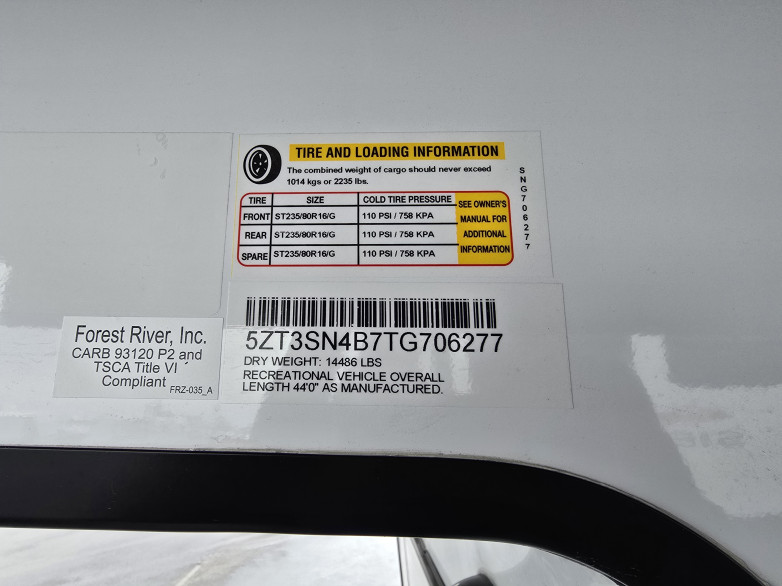 TIRE AND LOADING INFORMATION
The combined weight of cargo should never exceed
1014 kgs or 2235 lbs.
TIRE SIZE COLD TIRE PRESSURE
FRONT ST235/80R16/G 110 PSI / 758 KPA
REAR ST235/80R16/G 110 PSI / 758 KPA
SPARE ST235/80R16/G 110 PSI / 758 KPA
SEE OWNER'S
MANUAL FOR
ADDITIONAL
INFORMATION
SNG706277
5ZT3SN4B7TG706277
DRY WEIGHT: 14486 LBS
RECREATIONAL VEHICLE OVERALL
LENGTH 44'0" AS MANUFACTURED.
Forest River, Inc.
CARB 93120 P2 and
TSCA Title VI
Compliant
FRZ-035_A